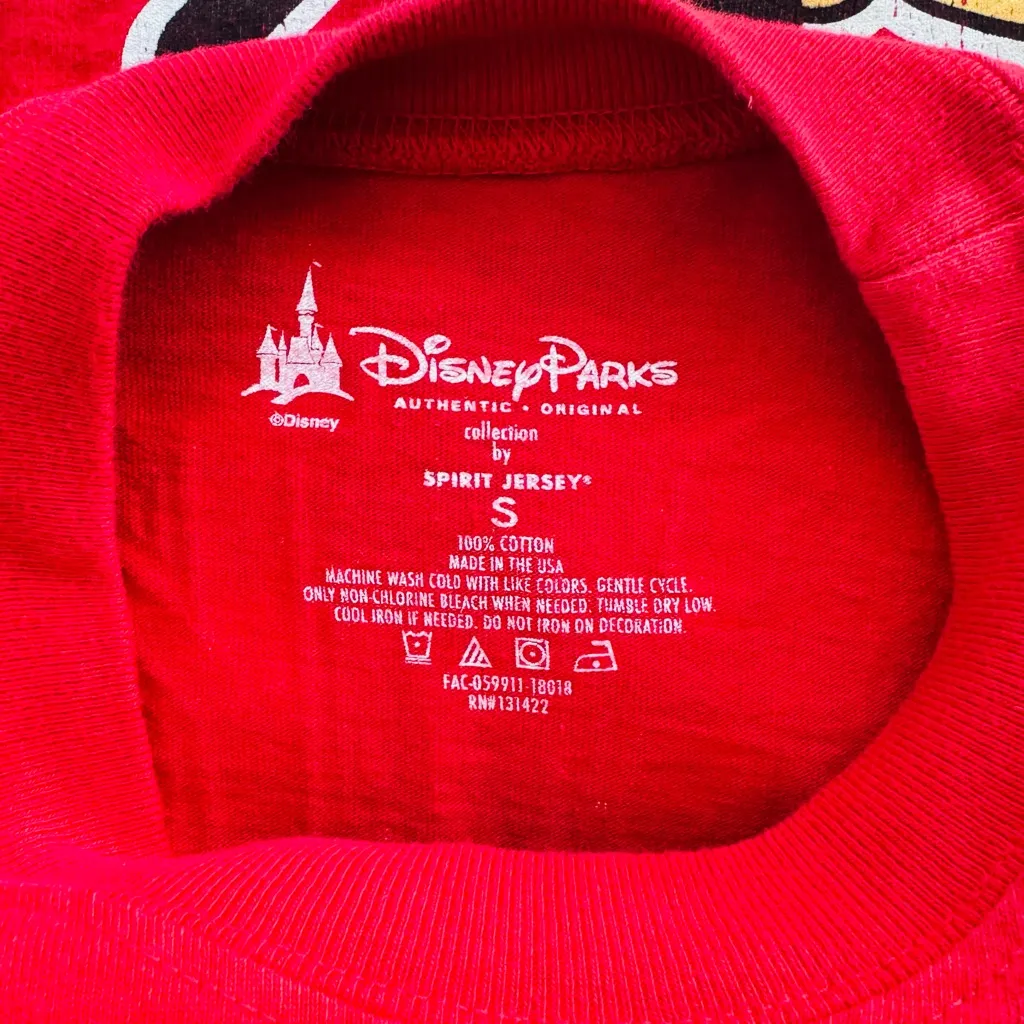 DISNEY PARKS
AUTHENTIC • ORIGINAL
©Disney
collection
by
SPIRIT JERSEY®
S
100% COTTON
MADE IN THE USA
MACHINE WASH COLD WITH LIKE COLORS. GENTLE CYCLE.
ONLY NON-CHLORINE BLEACH WHEN NEEDED. TUMBLE DRY LOW.
COOL IRON IF NEEDED. DO NOT IRON ON DECORATION.
FAC-059911-18018
RN#131422